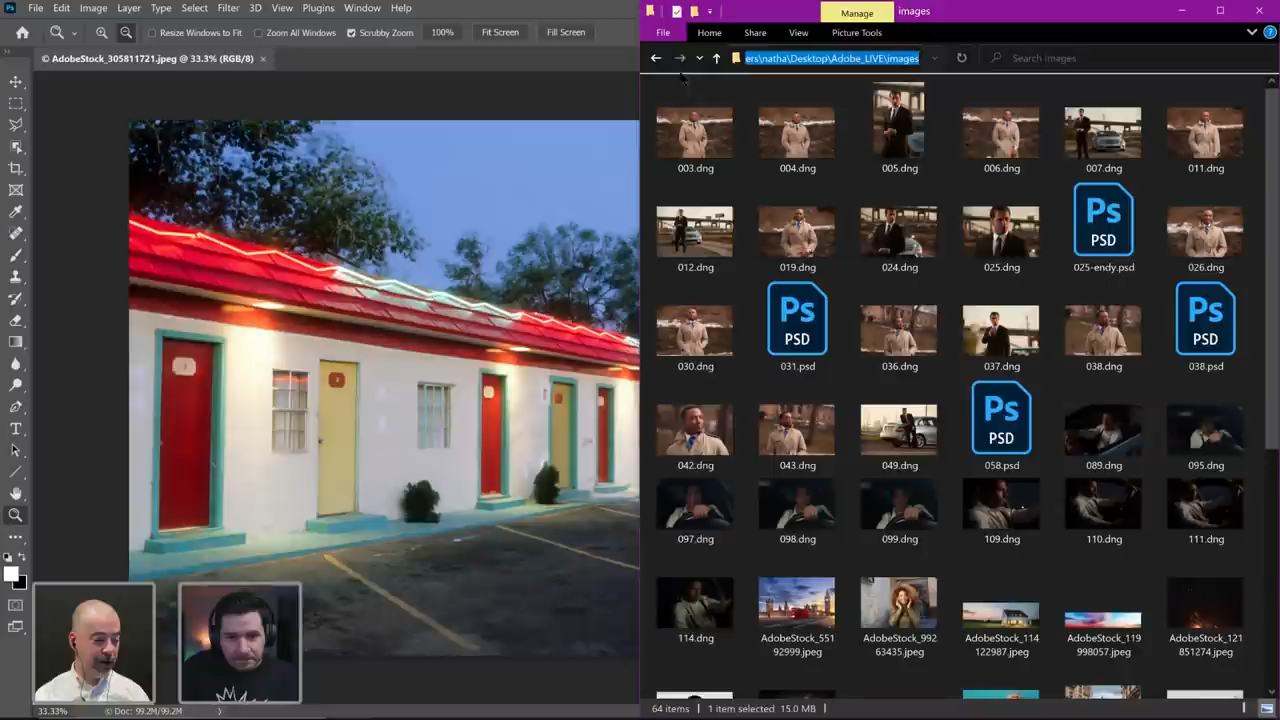 Ps File Edit Image Layer Type Select Filter 3D View Plugins Window Help
Resize Windows to Fit Zoom All Windows Scrubby Zoom 100% Fit Screen Fill Screen
© AdobeStock_305811721.jpeg @ 33.3% (RGB/8) ×
33.33% © Doc: 99.2M/99.2M
Manage images
File Home Share View Picture Tools
ers\natha\Desktop\Adobe_LIVE\images Search images
003.dng 004.dng 005.dng 006.dng 007.dng 011.dng
Ps
PSD
012.dng 019.dng 024.dng 025.dng 025-endy.psd 026.dng
Ps Ps
PSD PSD
030.dng 031.psd 036.dng 037.dng 038.dng 038.psd
Ps
PSD
042.dng 043.dng 049.dng 058.psd 089.dng 095.dng
097.dng 098.dng 099.dng 109.dng 110.dng 111.dng
114.dng AdobeStock_551 AdobeStock_992 AdobeStock_114 AdobeStock_119 AdobeStock_121
92999.jpeg 63435.jpeg 122987.jpeg 998057.jpeg 851274.jpeg
64 items 1 item selected 15.0 MB